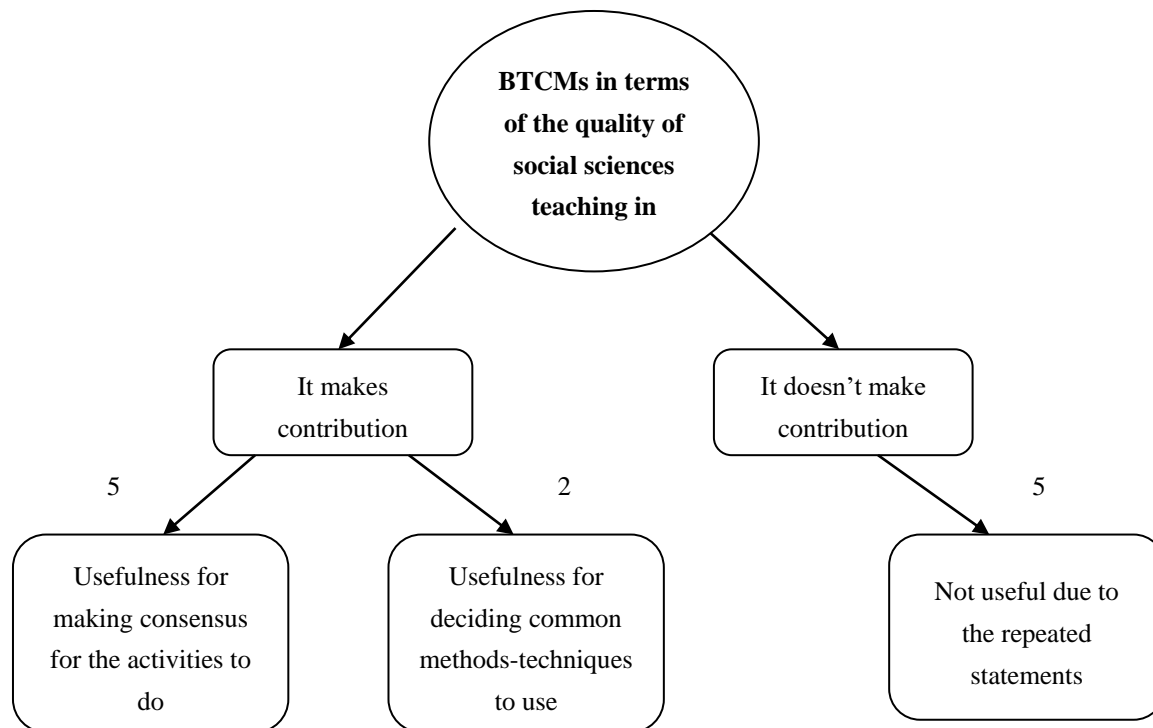 BTCMs in terms
of the quality of
social sciences
teaching in
It makes
contribution
It doesn’t make
contribution
5
2
5
Usefulness for
making consensus
for the activities to
do
Usefulness for
deciding common
methods-techniques
to use
Not useful due to
the repeated
statements